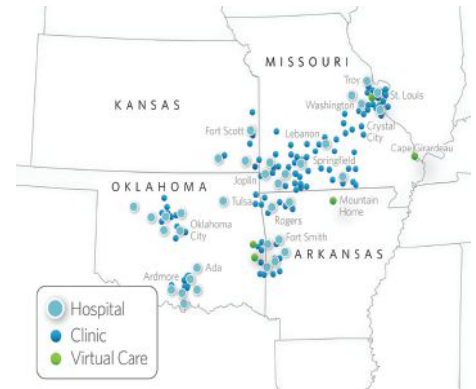 MISSOURI
Troy
St. Louis
KANSAS
Washington
Crystal
City
Fort Scott
Lebanon
Cape Girardeau
Springfield
Joplin
OKLAHOMA
Tulsa
Mountain
Home
Rogers
Oklahoma
City
Fort Smith
ARKANSAS
Ada
Ardmore
Hospital
Clinic
Virtual Care